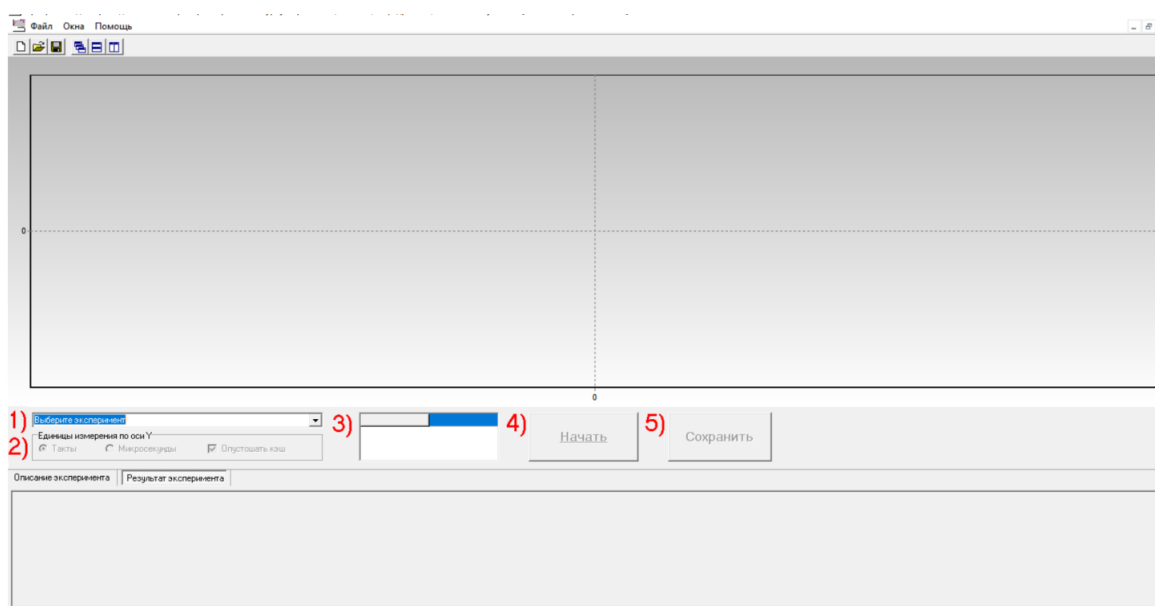 Файл Окна Помощь
0
0
1) Выберите эксперимент
2) Единицы измерения по оси Y
Такты Микросекунды Опустошать кэш
3)
4) Начать
5) Сохранить
Описание эксперимента Результат эксперимента